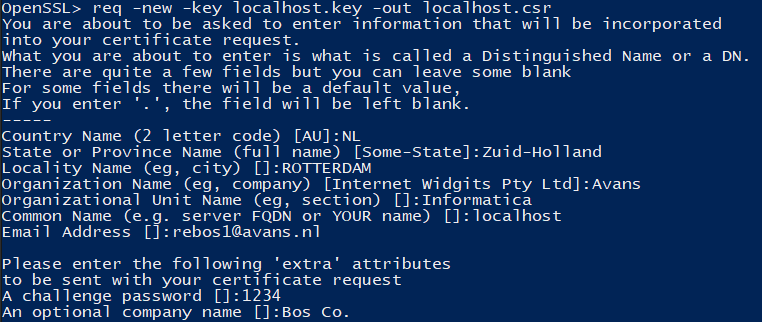 OpenSSL> req -new -key localhost.key -out localhost.csr
You are about to be asked to enter information that will be incorporated
into your certificate request.
What you are about to enter is what is called a Distinguished Name or a DN.
There are quite a few fields but you can leave some blank
For some fields there will be a default value,
If you enter '.', the field will be left blank.
-----
Country Name (2 letter code) [AU]:NL
State or Province Name (full name) [Some-State]:Zuid-Holland
Locality Name (eg, city) []:ROTTERDAM
Organization Name (eg, company) [Internet Widgits Pty Ltd]:Avans
Organizational Unit Name (eg, section) []:Informatica
Common Name (e.g. server FQDN or YOUR name) []:localhost
Email Address []:rebos1@avans.nl

Please enter the following 'extra' attributes
to be sent with your certificate request
A challenge password []:1234
An optional company name []:Bos Co.